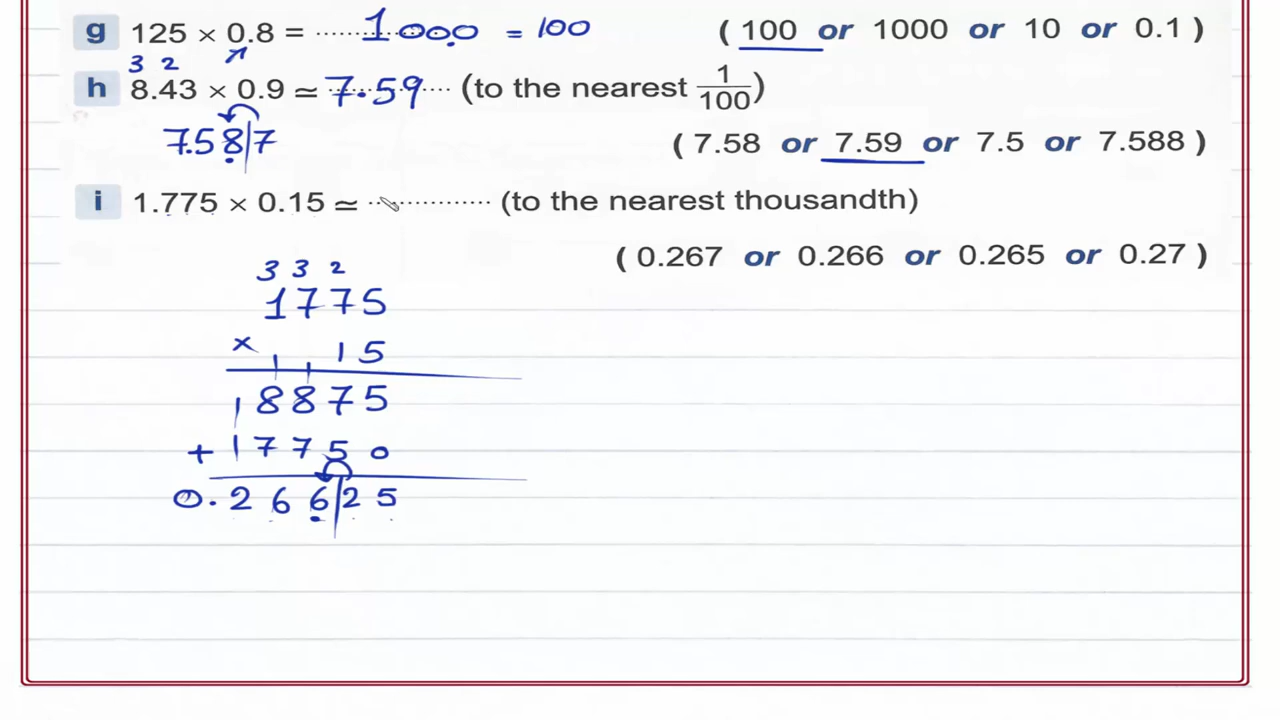 g 125 × 0.8 = 1000 = 100 ( 100 or 1000 or 10 or 0.1 )
3 2
h 8.43 × 0.9 ≃ 7.59 (to the nearest 1/100)
7.58|7 ( 7.58 or 7.59 or 7.5 or 7.588 )
i 1.775 × 0.15 ≃ ............... (to the nearest thousandth)
( 0.267 or 0.266 or 0.265 or 0.27 )
3 3 2
1775
× 15
1 1
18875
+ 17750
0.266|25